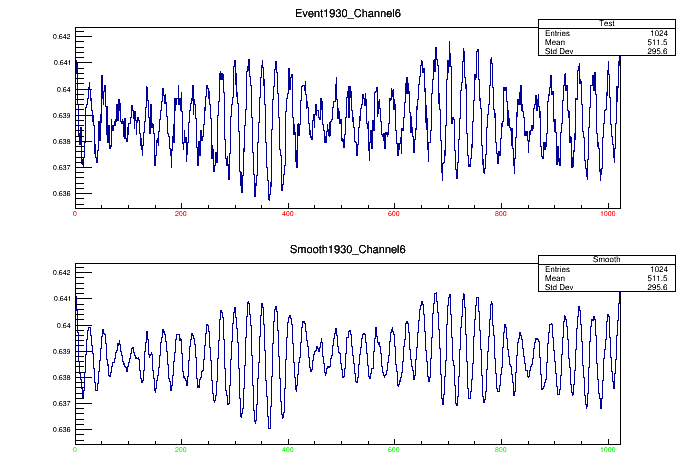 Event1930_Channel6
Test
Entries 1024
Mean 511.5
Std Dev 295.6
0.642
0.641
0.64
0.639
0.638
0.637
0.636
0 200 400 600 800 1000
Smooth1930_Channel6
Smooth
Entries 1024
Mean 511.5
Std Dev 295.6
0.642
0.641
0.64
0.639
0.638
0.637
0.636
0 200 400 600 800 1000